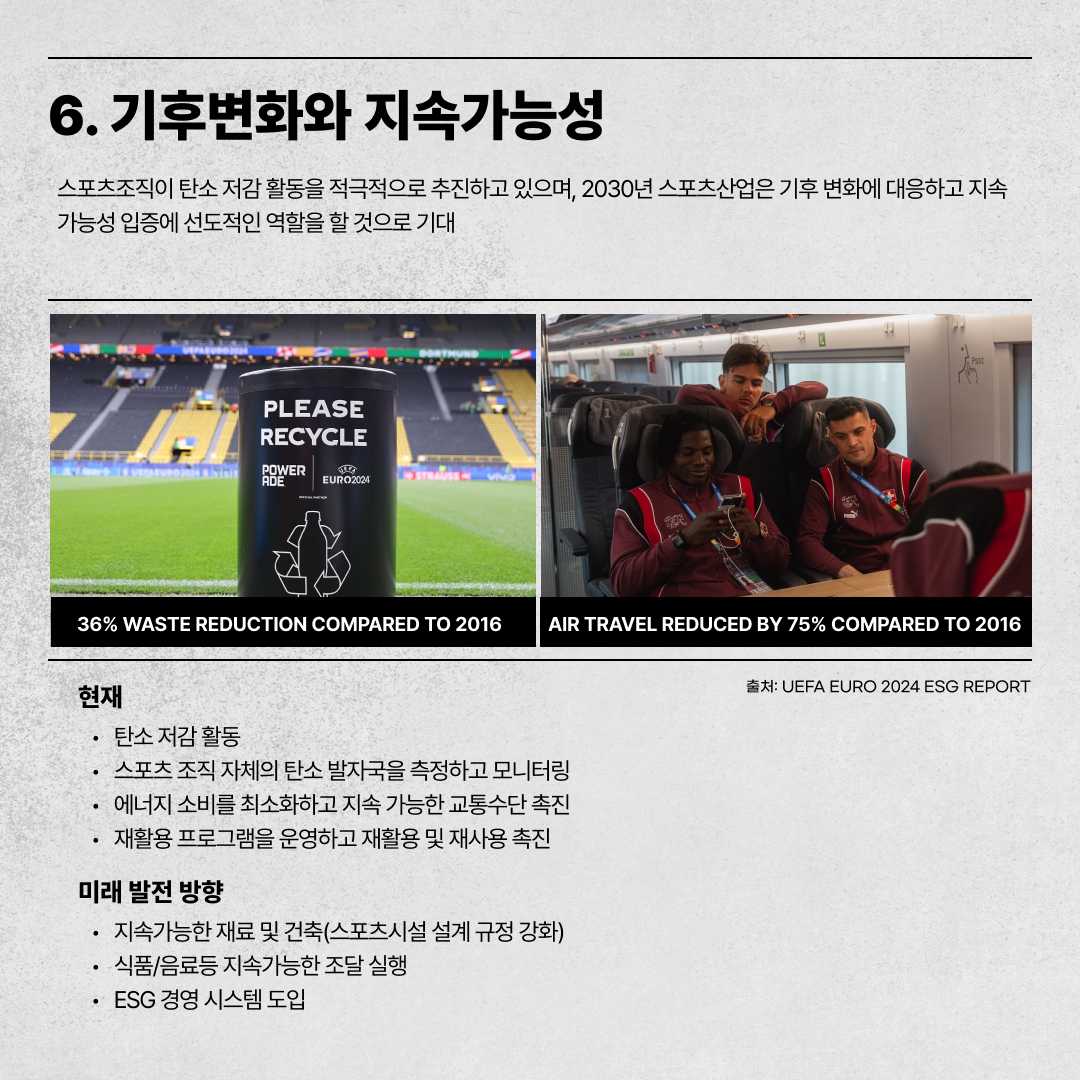 6. 기후변화와 지속가능성
스포츠조직이 탄소 저감 활동을 적극적으로 추진하고 있으며, 2030년 스포츠산업은 기후 변화에 대응하고 지속
가능성 입증에 선도적인 역할을 할 것으로 기대
UEFA EURO2024
DORTMUND
PLEASE
RECYCLE
POWER
ADE
UEFA
EURO2024
OFFICIAL PARTNER
Psst
36% WASTE REDUCTION COMPARED TO 2016
AIR TRAVEL REDUCED BY 75% COMPARED TO 2016
출처: UEFA EURO 2024 ESG REPORT
현재
• 탄소 저감 활동
• 스포츠 조직 자체의 탄소 발자국을 측정하고 모니터링
• 에너지 소비를 최소화하고 지속 가능한 교통수단 촉진
• 재활용 프로그램을 운영하고 재활용 및 재사용 촉진
미래 발전 방향
• 지속가능한 재료 및 건축(스포츠시설 설계 규정 강화)
• 식품/음료등 지속가능한 조달 실행
• ESG 경영 시스템 도입